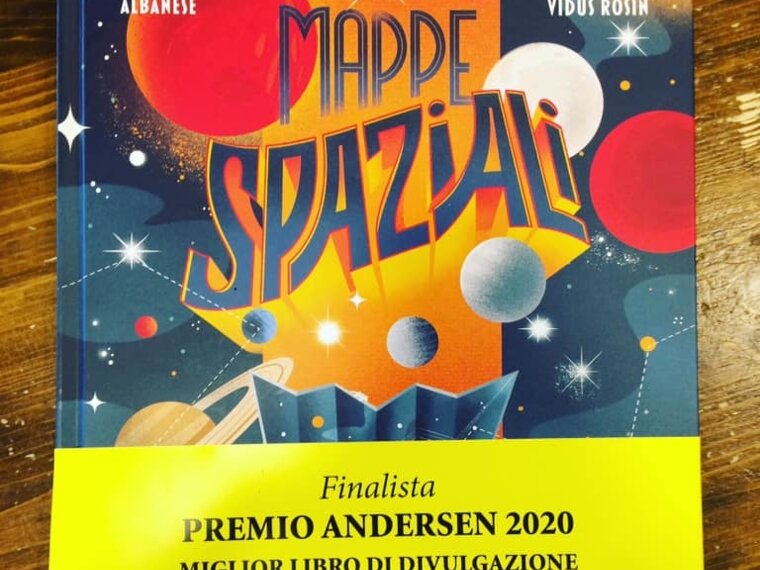 ALBANESE
VIDUS ROSIN
MAPPE
SPAZiALi
Finalista
PREMIO ANDERSEN 2020
MIGLIOR LIBRO DI DIVULGAZIONE